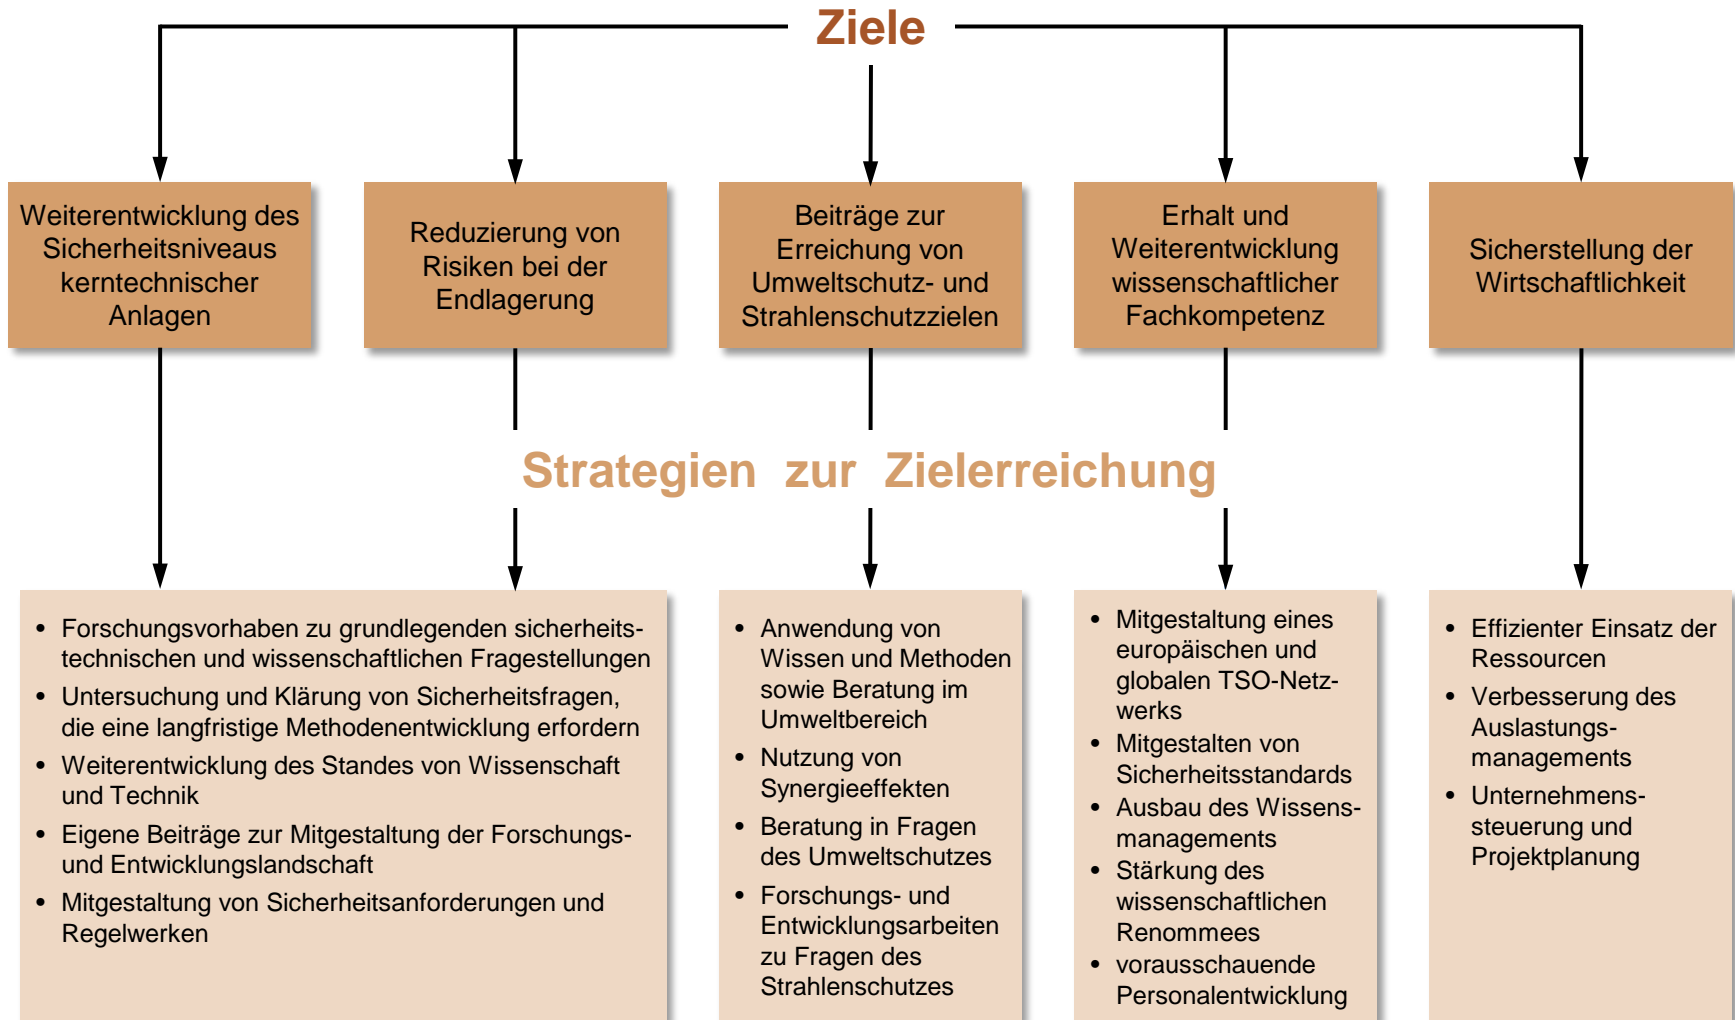 Ziele
Weiterentwicklung des
Sicherheitsniveaus
kerntechnischer
Anlagen
Reduzierung von
Risiken bei der
Endlagerung
Beiträge zur
Erreichung von
Umweltschutz- und
Strahlenschutzzielen
Erhalt und
Weiterentwicklung
wissenschaftlicher
Fachkompetenz
Sicherstellung der
Wirtschaftlichkeit
Strategien zur Zielerreichung
• Forschungsvorhaben zu grundlegenden sicherheits-
technischen und wissenschaftlichen Fragestellungen
• Untersuchung und Klärung von Sicherheitsfragen,
die eine langfristige Methodenentwicklung erfordern
• Weiterentwicklung des Standes von Wissenschaft
und Technik
• Eigene Beiträge zur Mitgestaltung der Forschungs-
und Entwicklungslandschaft
• Mitgestaltung von Sicherheitsanforderungen und
Regelwerken
• Anwendung von
Wissen und Methoden
sowie Beratung im
Umweltbereich
• Nutzung von
Synergieeffekten
• Beratung in Fragen
des Umweltschutzes
• Forschungs- und
Entwicklungsarbeiten
zu Fragen des
Strahlenschutzes
• Mitgestaltung eines
europäischen und
globalen TSO-Netz-
werks
• Mitgestalten von
Sicherheitsstandards
• Ausbau des Wissens-
managements
• Stärkung des
wissenschaftlichen
Renommees
• vorausschauende
Personalentwicklung
• Effizienter Einsatz der
Ressourcen
• Verbesserung des
Auslastungs-
managements
• Unternehmens-
steuerung und
Projektplanung